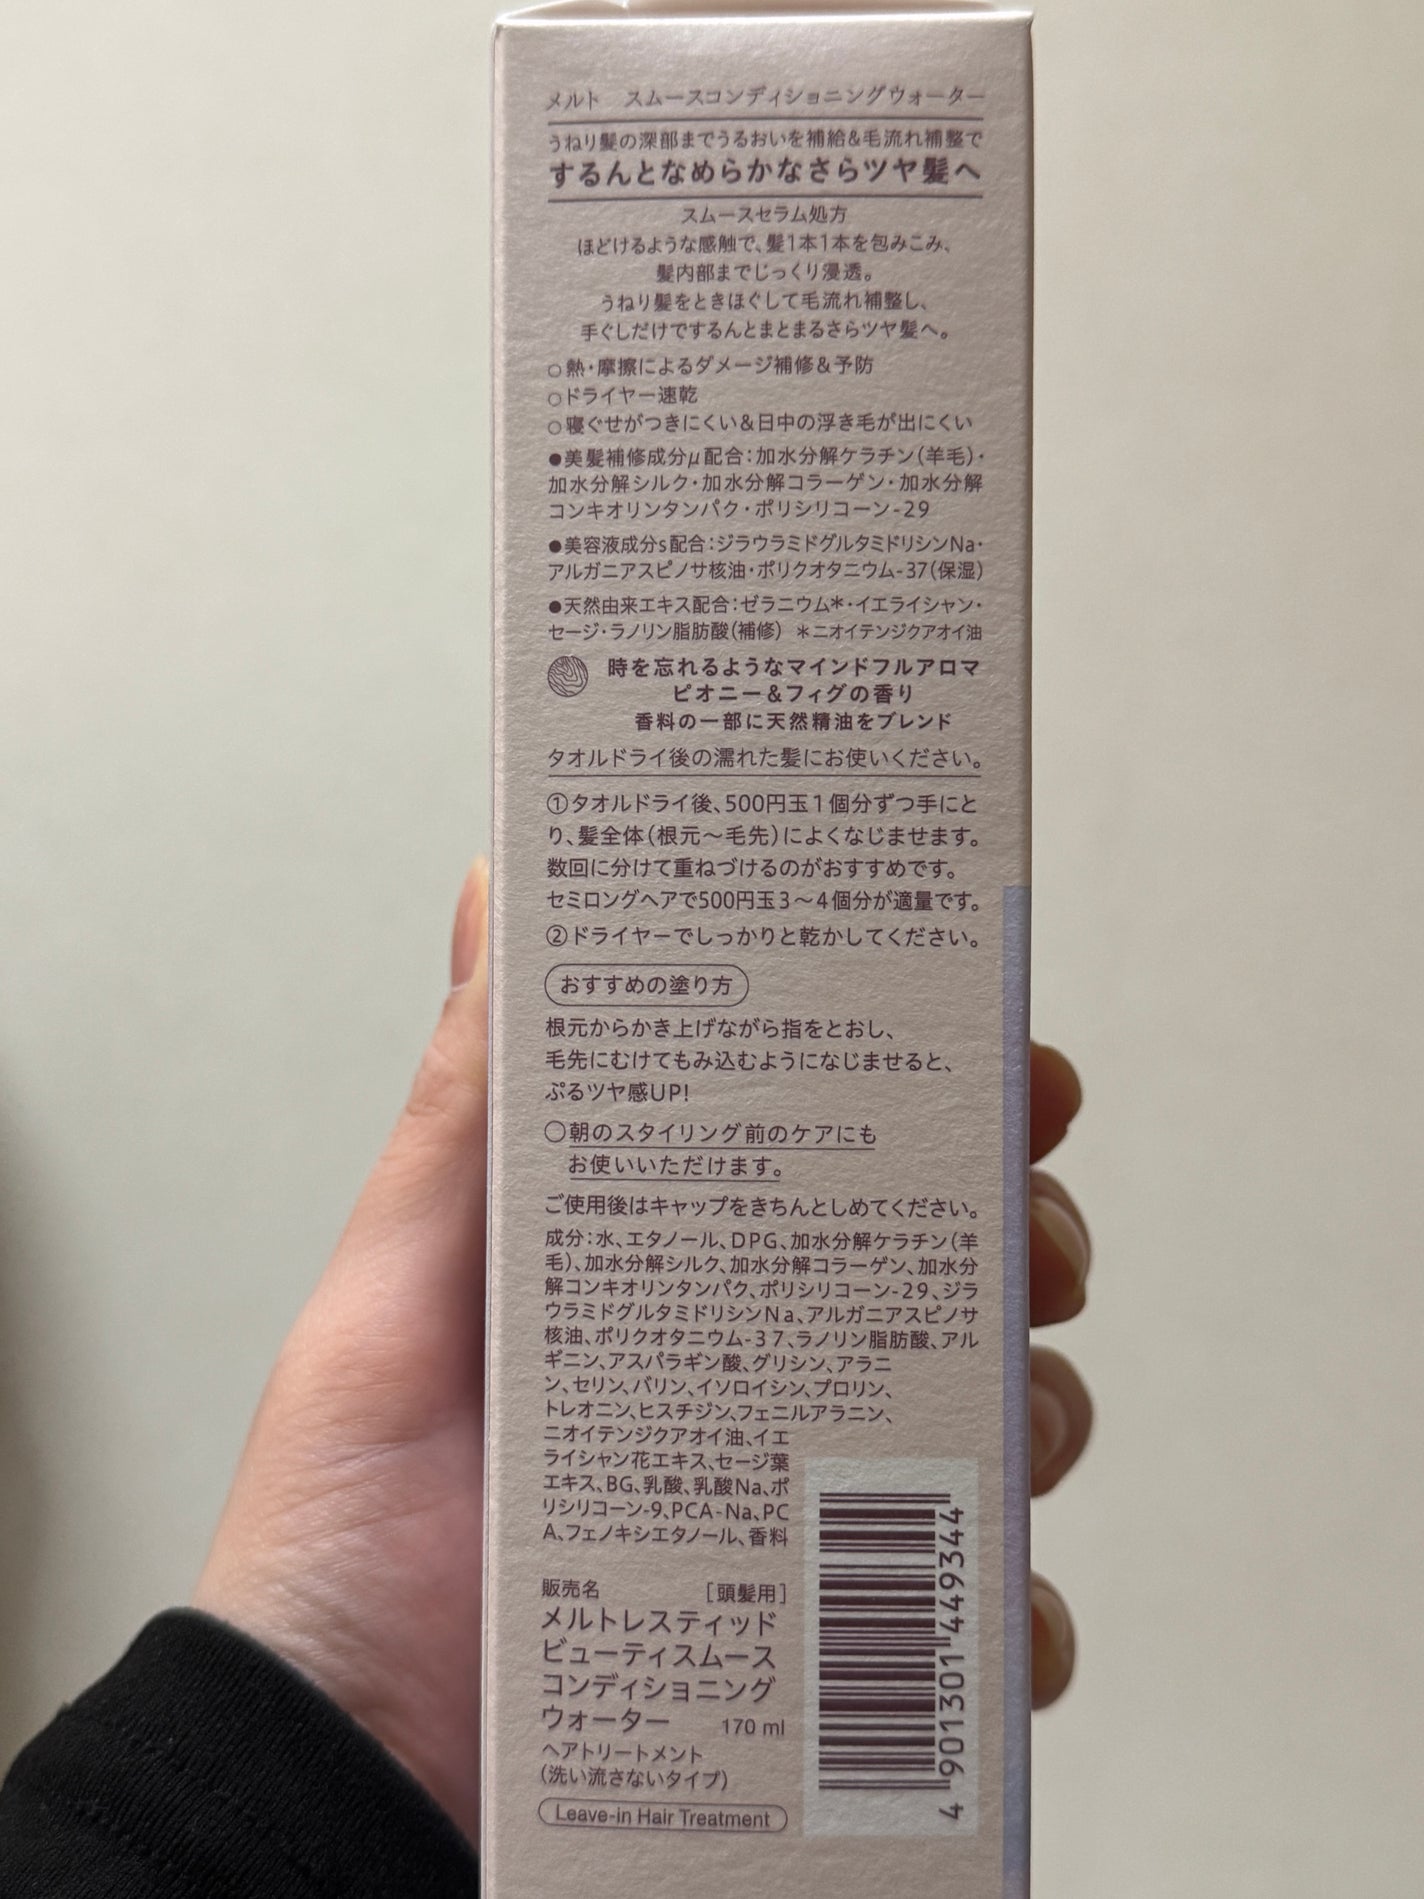 メルト　スムースコンディショニングウォーター
うねり髪の深部までうるおいを補給&毛流れ補整で
するんとなめらかなさらツヤ髪へ
スムースセラム処方
ほどけるような感触で、髪1本1本を包みこみ、
髪内部までじっくり浸透。
うねり髪をときほぐして毛流れ補整し、
手ぐしだけでするんとまとまるさらツヤ髪へ。
○熱・摩擦によるダメージ補修&予防
○ドライヤー速乾
○寝ぐせがつきにくい&日中の浮き毛が出にくい
●美髪補修成分μ配合：加水分解ケラチン（羊毛）・
加水分解シルク・加水分解コラーゲン・加水分解
コンキオリンタンパク・ポリシリコーン-29
●美容液成分s配合：ジラウラミドグルタミドリシンNa・
アルガニアスピノサ核油・ポリクオタニウム-37（保湿）
●天然由来エキス配合：ゼラニウム＊・イエライシャン・
セージ・ラノリン脂肪酸（補修） ＊ニオイテンジクアオイ油
時を忘れるようなマインドフルアロマ
ピオニー&フィグの香り
香料の一部に天然精油をブレンド
タオルドライ後の濡れた髪にお使いください。
①タオルドライ後、500円玉1個分ずつ手にと
り、髪全体（根元～毛先）によくなじませます。
数回に分けて重ねづけるのがおすすめです。
セミロングヘアで500円玉3～4個分が適量です。
②ドライヤーでしっかりと乾かしてください。
おすすめの塗り方
根元からかき上げながら指をとおし、
毛先にむけてもみ込むようになじませると、
ぷるツヤ感UP!
○朝のスタイリング前のケアにも
お使いいただけます。
ご使用後はキャップをきちんとしめてください。
成分：水、エタノール、DPG、加水分解ケラチン（羊
毛）、加水分解シルク、加水分解コラーゲン、加水分
解コンキオリンタンパク、ポリシリコーン-29、ジラ
ウラミドグルタミドリシンNa、アルガニアスピノサ
核油、ポリクオタニウム-37、ラノリン脂肪酸、アル
ギニン、アスパラギン酸、グリシン、アラニ
ン、セリン、バリン、イソロイシン、プロリン、
トレオニン、ヒスチジン、フェニルアラニン、
ニオイテンジクアオイ油、イエ
ライシャン花エキス、セージ葉
エキス、BG、乳酸、乳酸Na、ポ
リシリコーン-9、PCA-Na、PC
A、フェノキシエタノール、香料
販売名　［頭髪用］
メルトレスティッド
ビューティスムース
コンディショニング
ウォーター　170 ml
ヘアトリートメント
（洗い流さないタイプ）
Leave-in Hair Treatment
4 901301 449344